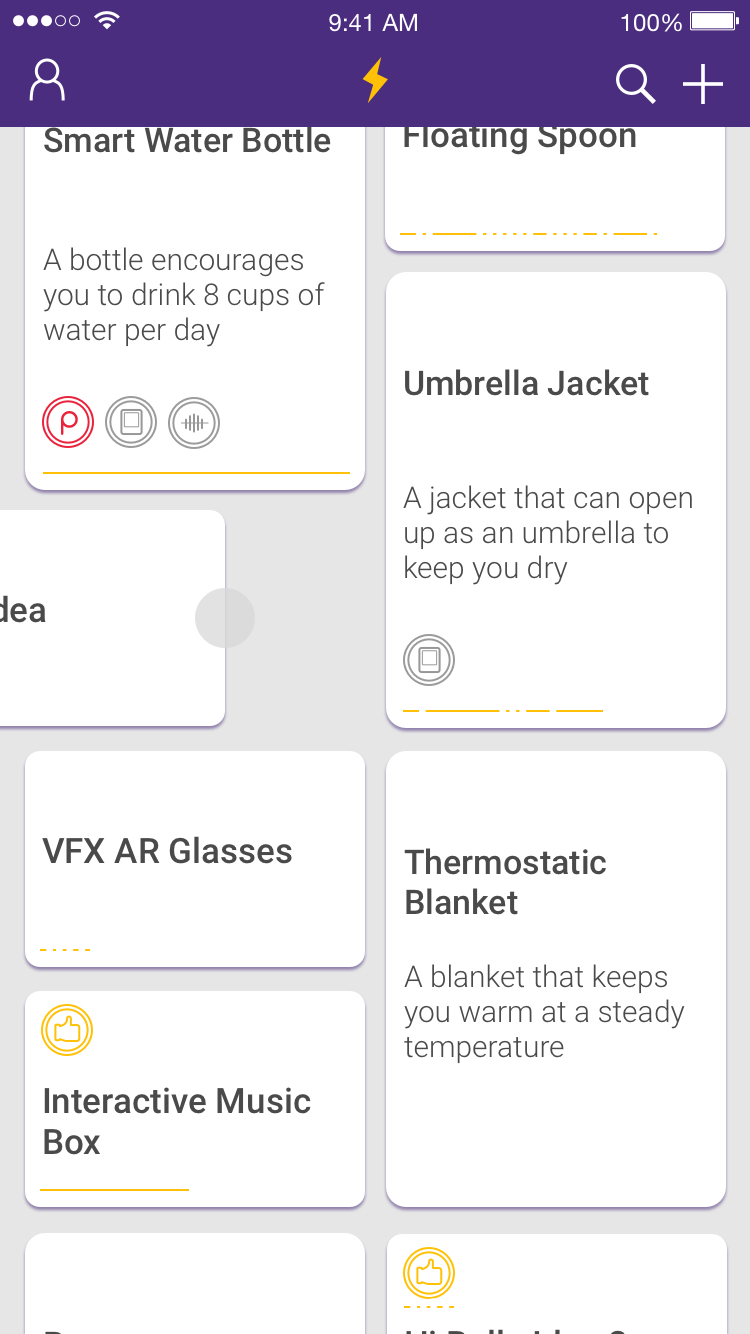 9:41 AM
100%
Smart Water Bottle
A bottle encourages
you to drink 8 cups of
water per day
Floating Spoon
Umbrella Jacket
A jacket that can open
up as an umbrella to
keep you dry
dea
VFX AR Glasses
Thermostatic
Blanket
A blanket that keeps
you warm at a steady
temperature
Interactive Music
Box